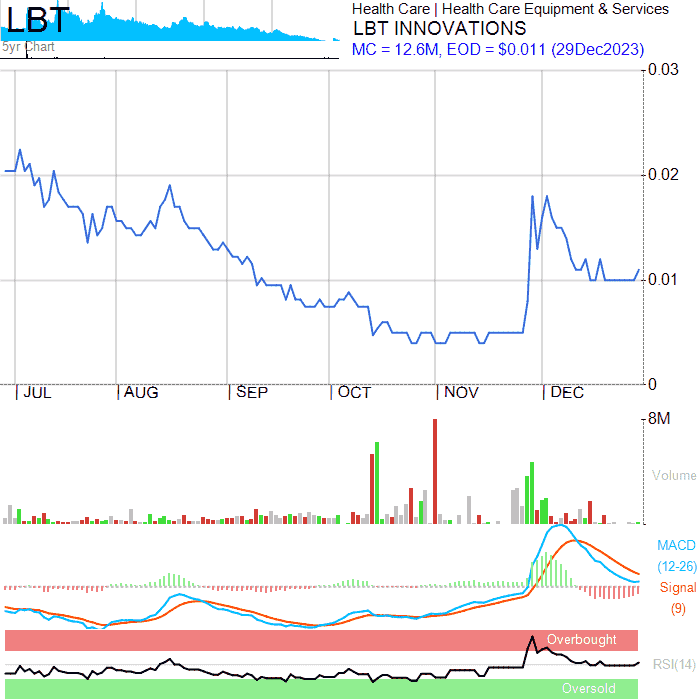 LBT
5yr Chart
Health Care | Health Care Equipment & Services
LBT INNOVATIONS
MC = 12.6M, EOD = $0.011 (29Dec2023)
0.03
0.02
0.01
0
JUL AUG SEP OCT NOV DEC
8M
Volume
MACD
(12-26)
Signal
(9)
Overbought
RSI(14)
Oversold